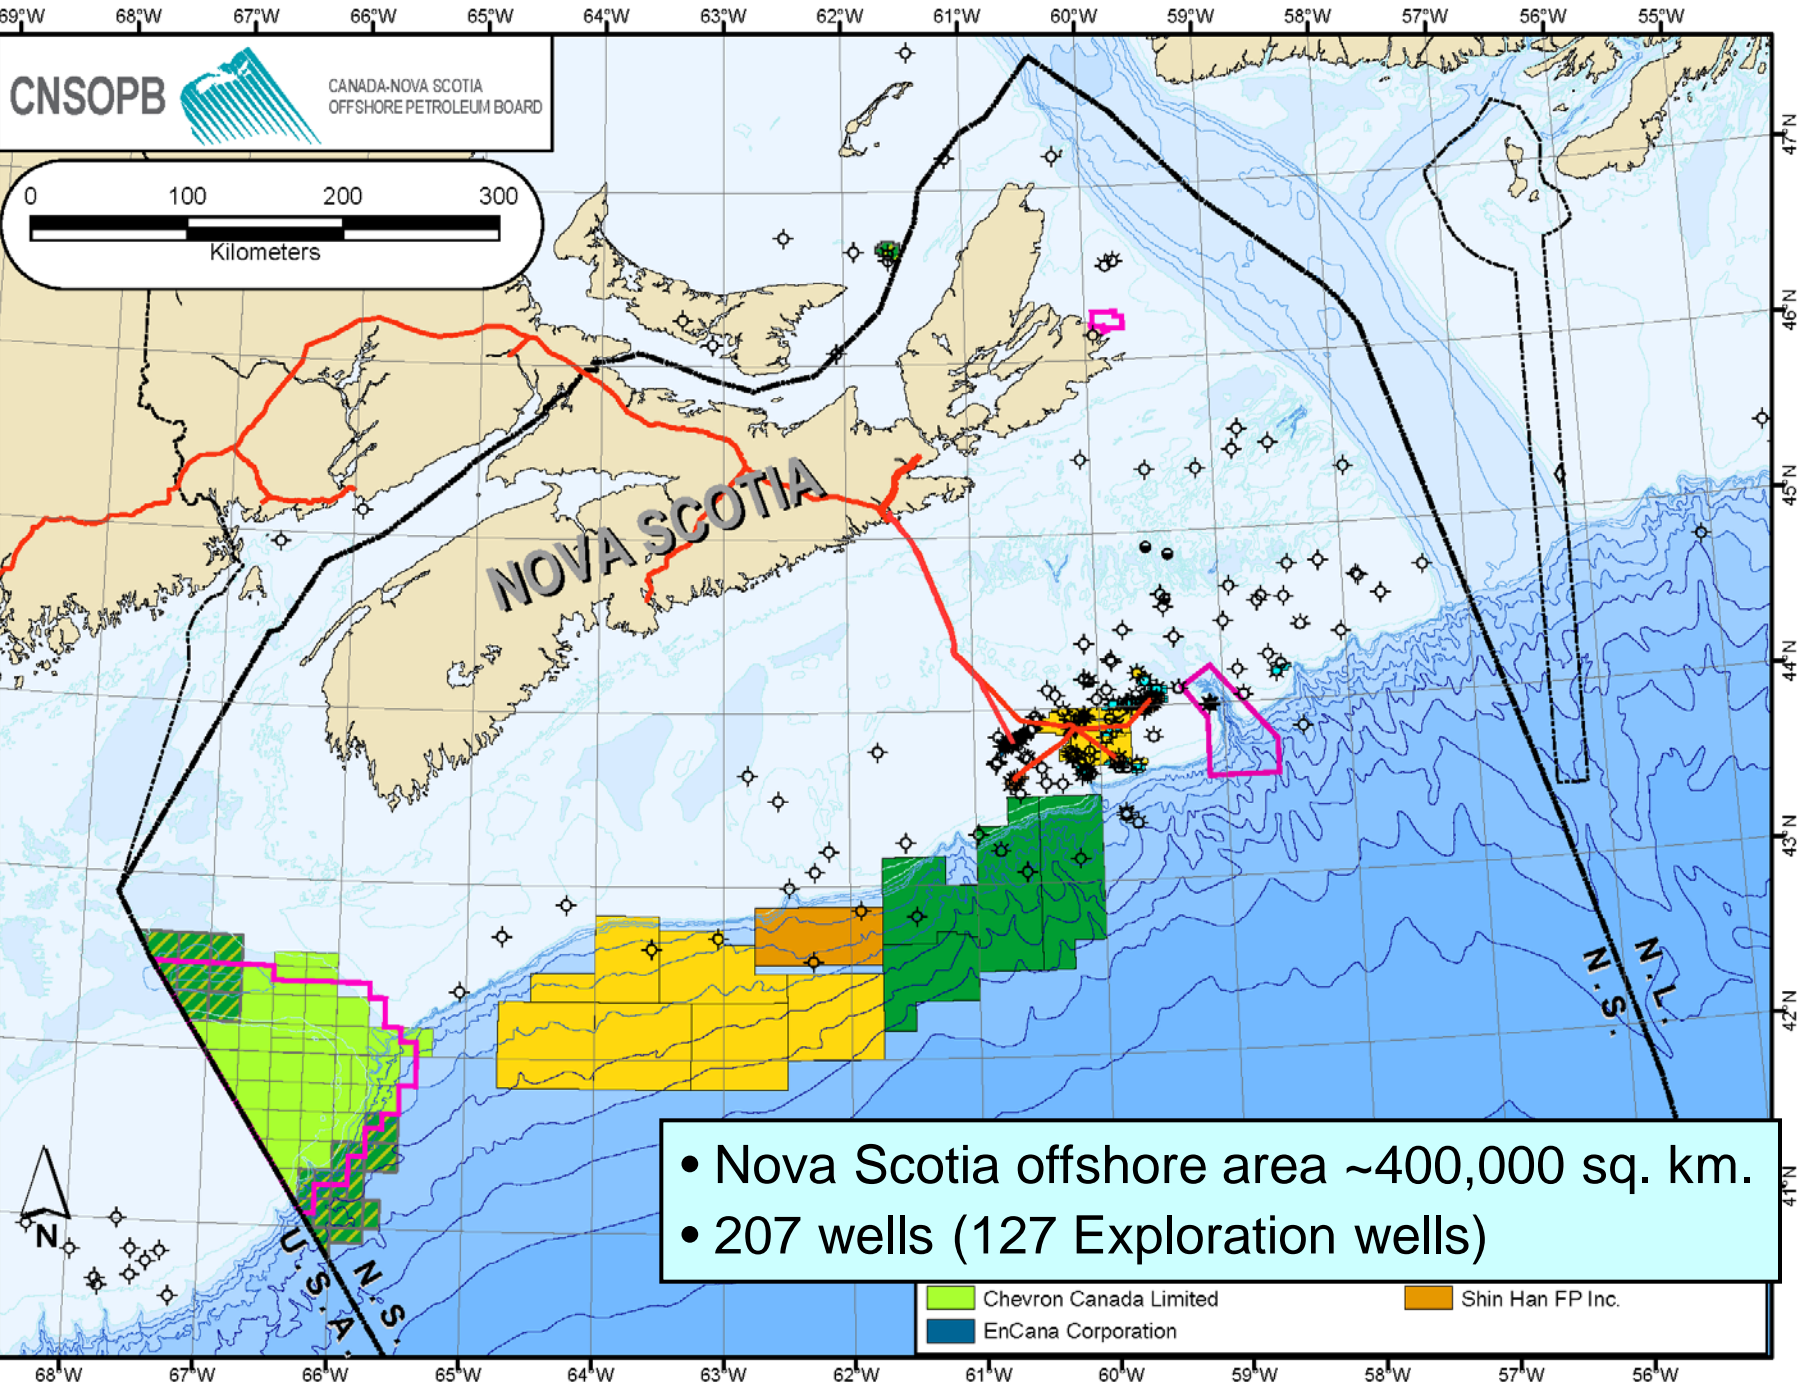 69°W 68°W 67°W 66°W 65°W 64°W 63°W 62°W 61°W 60°W 59°W 58°W 57°W 56°W 55°W
CNSOPB
CANADA-NOVA SCOTIA
OFFSHORE PETROLEUM BOARD
0 100 200 300
Kilometers
47°N
46°N
45°N
44°N
43°N
42°N
41°N
NOVA SCOTIA
N.L.
N.S.
N
U.S.A.
N.S.
• Nova Scotia offshore area ~400,000 sq. km.
• 207 wells (127 Exploration wells)
Chevron Canada Limited
Shin Han FP Inc.
EnCana Corporation
68°W 67°W 66°W 65°W 64°W 63°W 62°W 61°W 60°W 59°W 58°W 57°W 56°W